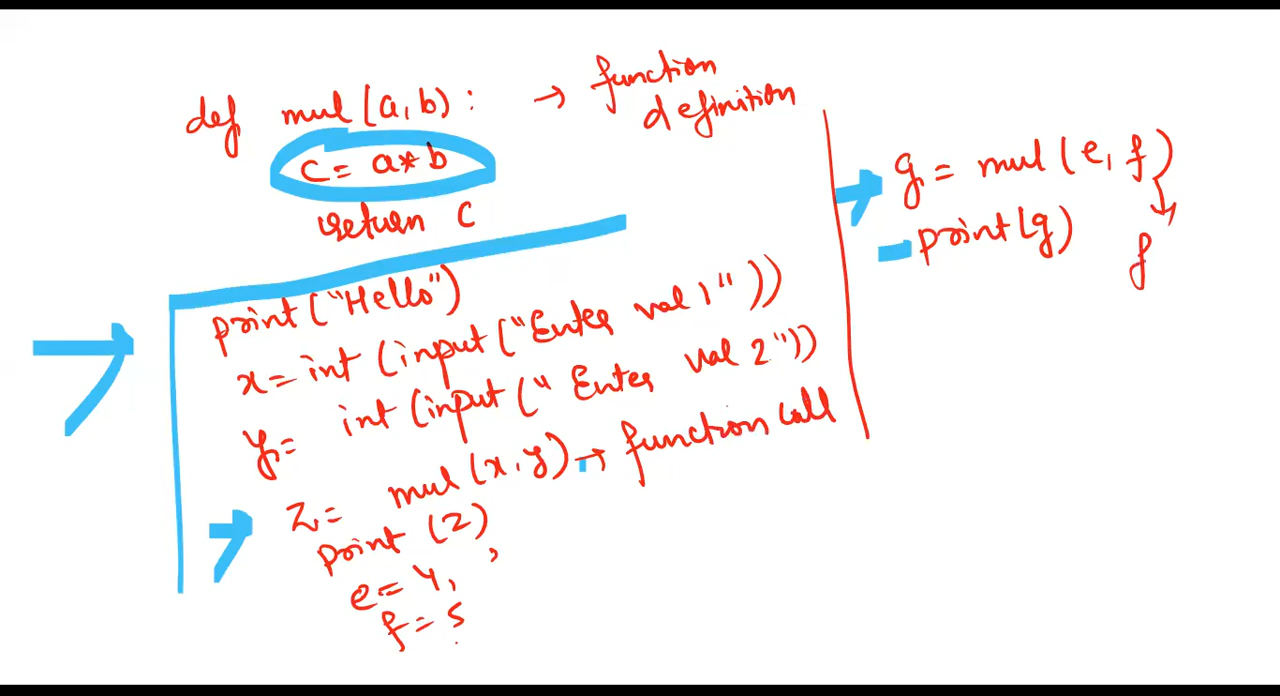 def mul(a, b): → function definition
c = a * b
return c
print("Hello")
x = int (input ("Enter val 1"))
y = int (input (" Enter val 2"))
z = mul (x, y) → function call
print (z)
e = 4,
f = 5
g = mul (e, f)
print(g)
f